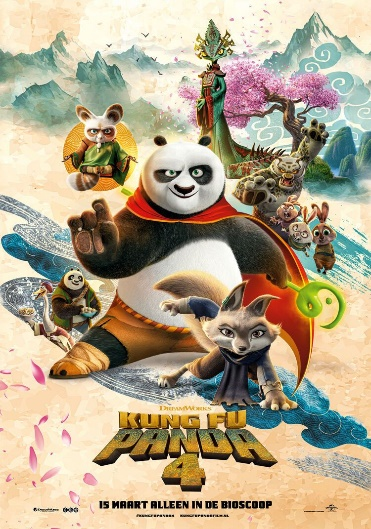 DREAMWORKS
KUNG FU
PANDA
4
15 MAART ALLEEN IN DE BIOSCOOP